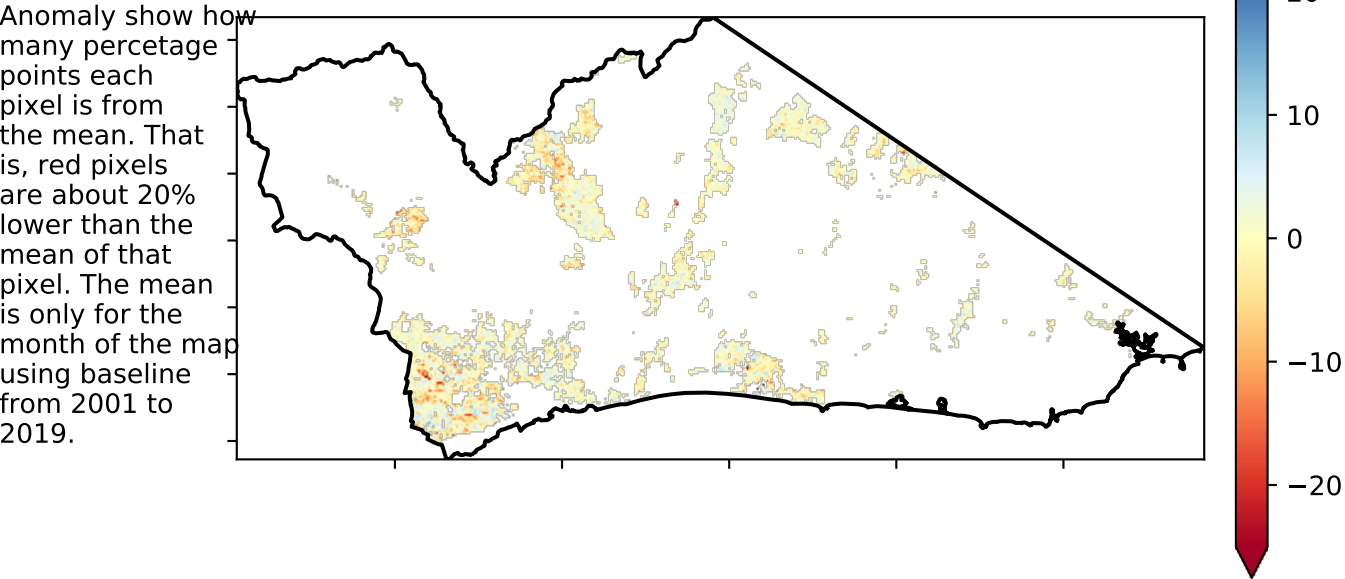 Anomaly show how
many percetage
points each
pixel is from
the mean. That
is, red pixels
are about 20%
lower than the
mean of that
pixel. The mean
is only for the
month of the map
using baseline
from 2001 to
2019.
10
0
−10
−20